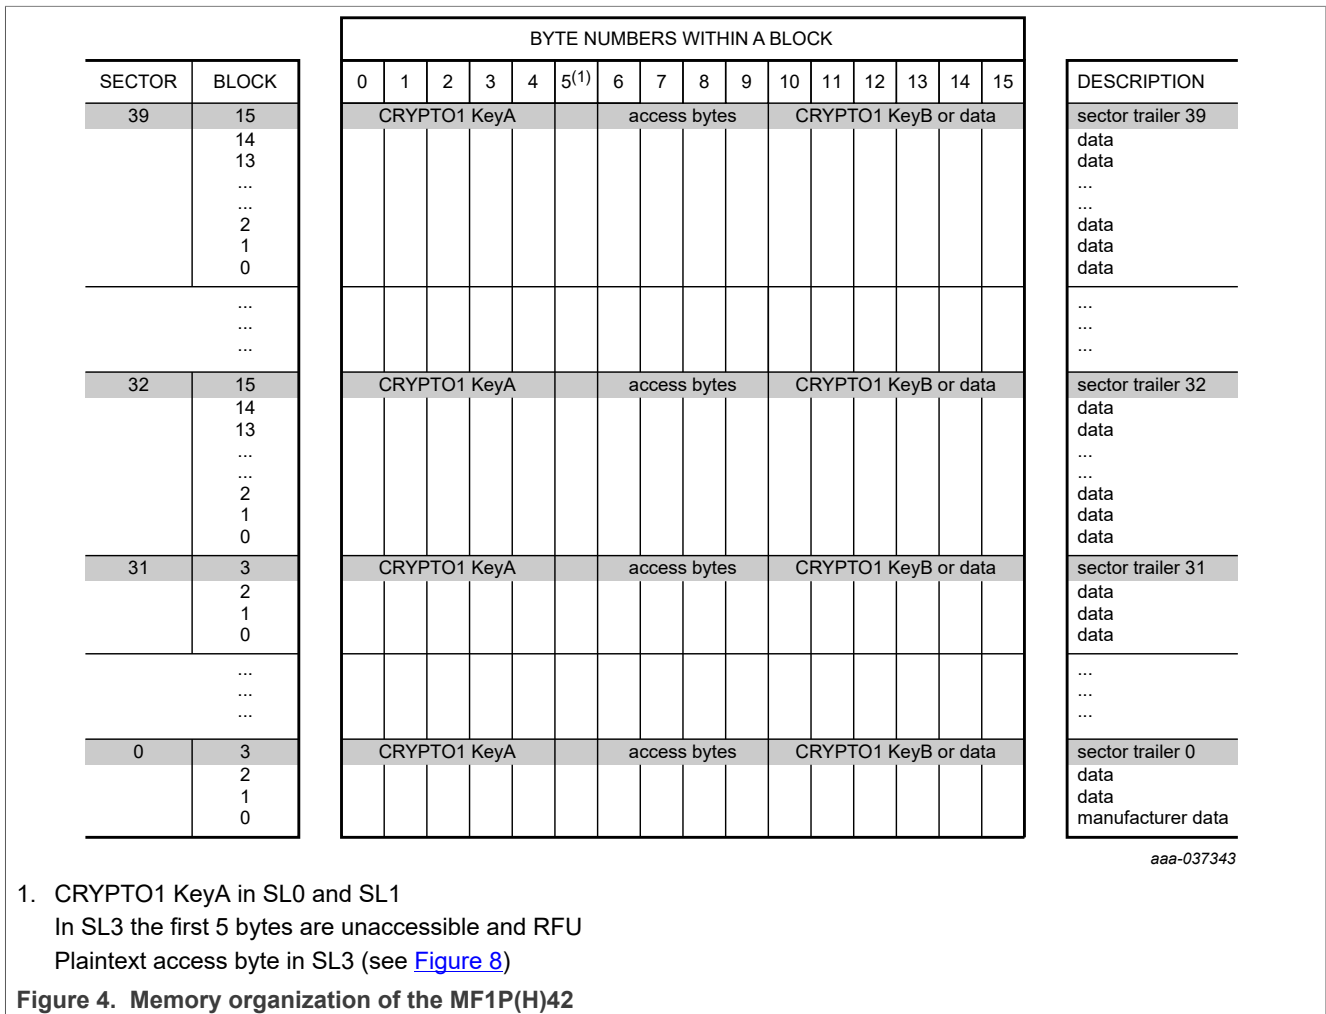 BYTE NUMBERS WITHIN A BLOCK
SECTOR BLOCK 0 1 2 3 4 5(1) 6 7 8 9 10 11 12 13 14 15 DESCRIPTION
39 15 CRYPTO1 KeyA access bytes CRYPTO1 KeyB or data sector trailer 39
14 data
13 data
... ...
... ...
2 data
1 data
0 data
... ...
... ...
... ...
32 15 CRYPTO1 KeyA access bytes CRYPTO1 KeyB or data sector trailer 32
14 data
13 data
... ...
... ...
2 data
1 data
0 data
31 3 CRYPTO1 KeyA access bytes CRYPTO1 KeyB or data sector trailer 31
2 data
1 data
0 data
... ...
... ...
... ...
0 3 CRYPTO1 KeyA access bytes CRYPTO1 KeyB or data sector trailer 0
2 data
1 data
0 manufacturer data
aaa-037343
1. CRYPTO1 KeyA in SL0 and SL1
In SL3 the first 5 bytes are unaccessible and RFU
Plaintext access byte in SL3 (see Figure 8)
Figure 4. Memory organization of the MF1P(H)42